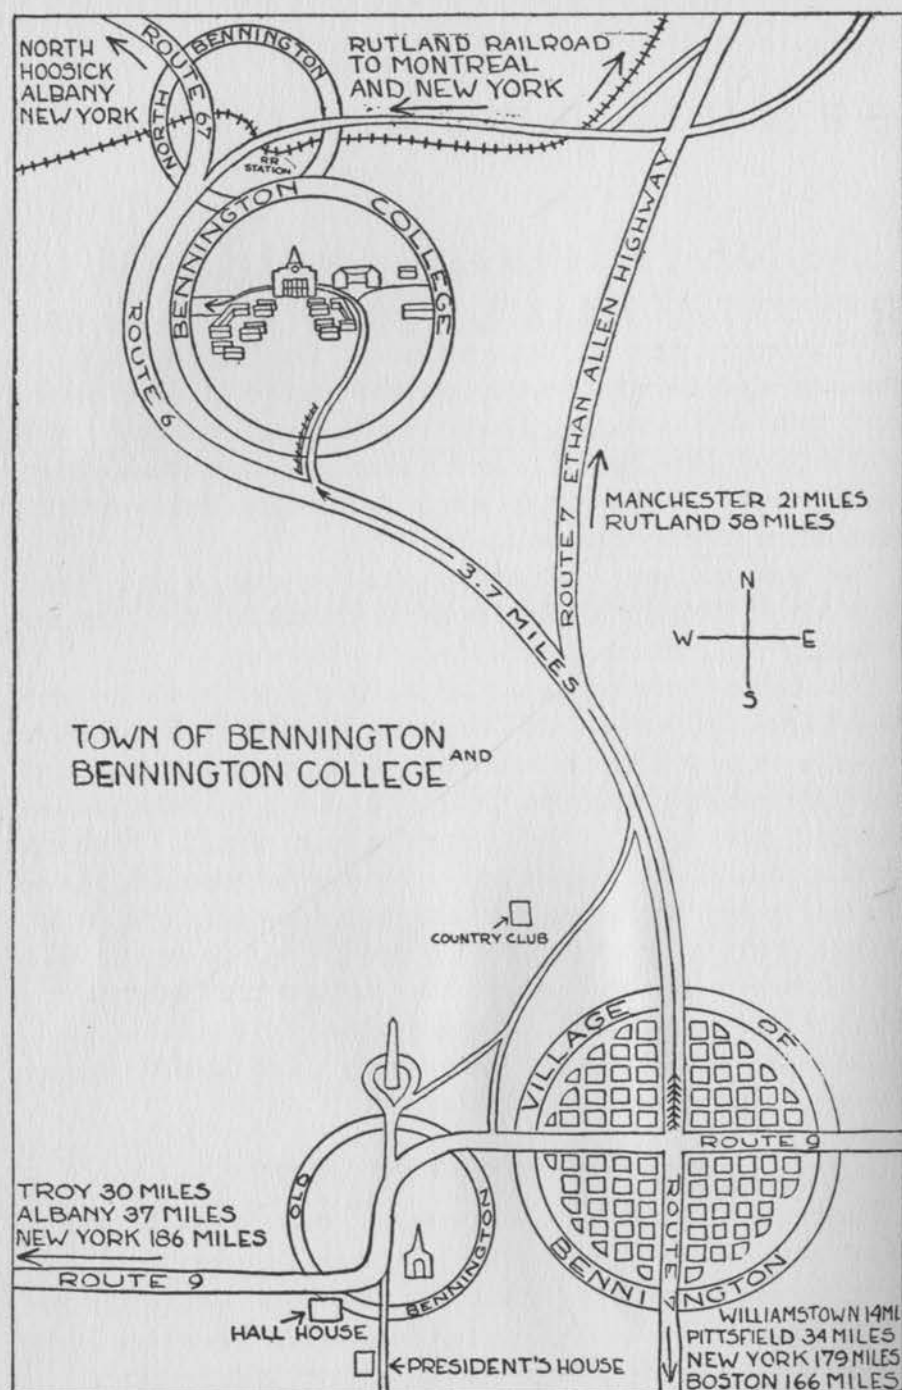 NORTH
HOOSICK
ALBANY
NEW YORK
ROUTE 67
NORTH BENNINGTON
RUTLAND RAILROAD
TO MONTREAL
AND NEW YORK
R.R.
STATION
BENNINGTON COLLEGE
ROUTE 6
ROUTE 7 ETHAN ALLEN HIGHWAY
MANCHESTER 21 MILES
RUTLAND 58 MILES
3.7 MILES
N
W E
S
TOWN OF BENNINGTON AND
BENNINGTON COLLEGE
COUNTRY CLUB
VILLAGE OF
BENNINGTON
ROUTE 9
ROUTE 7
OLD BENNINGTON
TROY 30 MILES
ALBANY 37 MILES
NEW YORK 186 MILES
ROUTE 9
HALL HOUSE
PRESIDENT'S HOUSE
WILLIAMSTOWN 14 MI
PITTSFIELD 34 MILES
NEW YORK 179 MILES
BOSTON 166 MILES